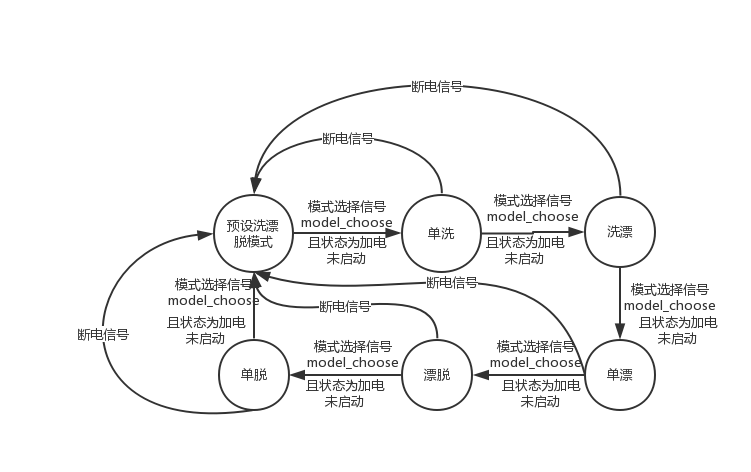 断电信号
断电信号
模式选择信号
model_choose
且状态为加电
未启动
模式选择信号
model_choose
且状态为加电
未启动
预设洗漂
脱模式
单洗
洗漂
模式选择信号
model_choose
且状态为加电
未启动
断电信号
模式选择信号
model_choose
且状态为加电
未启动
断电信号
断电信号
模式选择信号
model_choose
且状态为加电
未启动
模式选择信号
model_choose
且状态为加电
未启动
单脱
漂脱
单漂